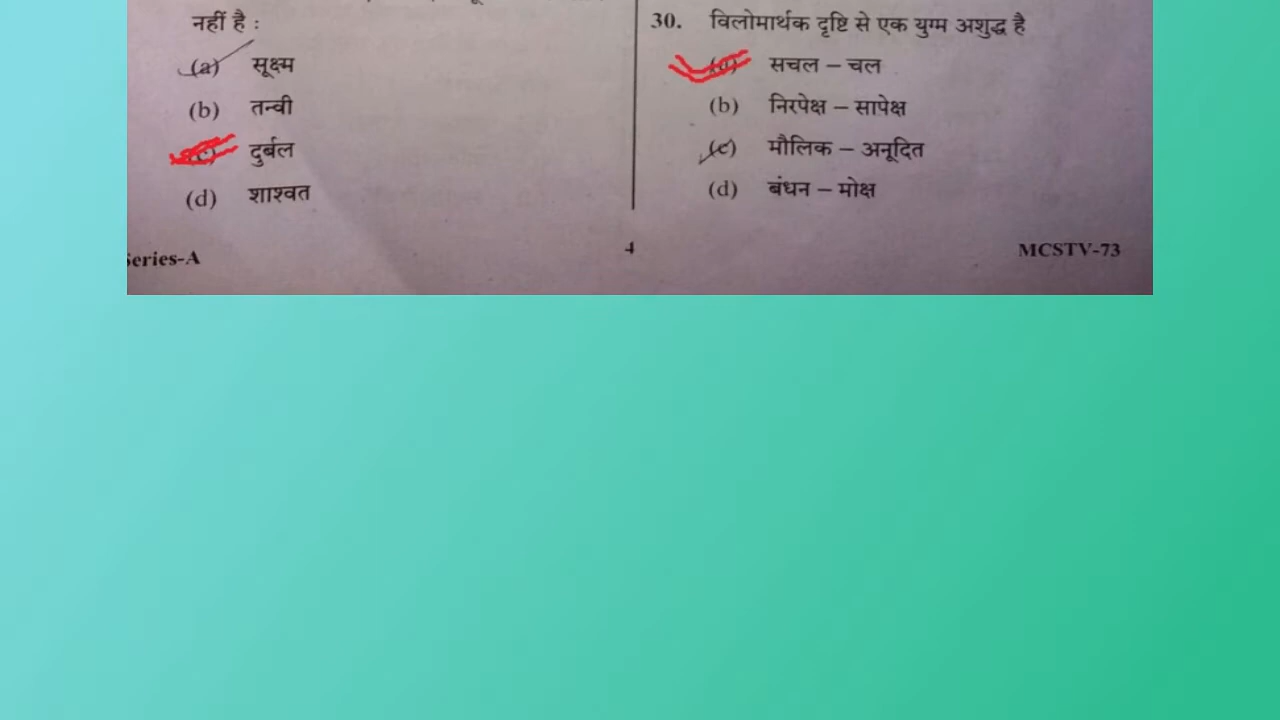 नहीं है :
(a) सूक्ष्म
(b) तन्वी
(c) दुर्बल
(d) शाश्वत
30. विलोमार्थक दृष्टि से एक युग्म अशुद्ध है
(a) सचल – चल
(b) निरपेक्ष – सापेक्ष
(c) मौलिक – अनूदित
(d) बंधन – मोक्ष
Series-A
4
MCSTV-73